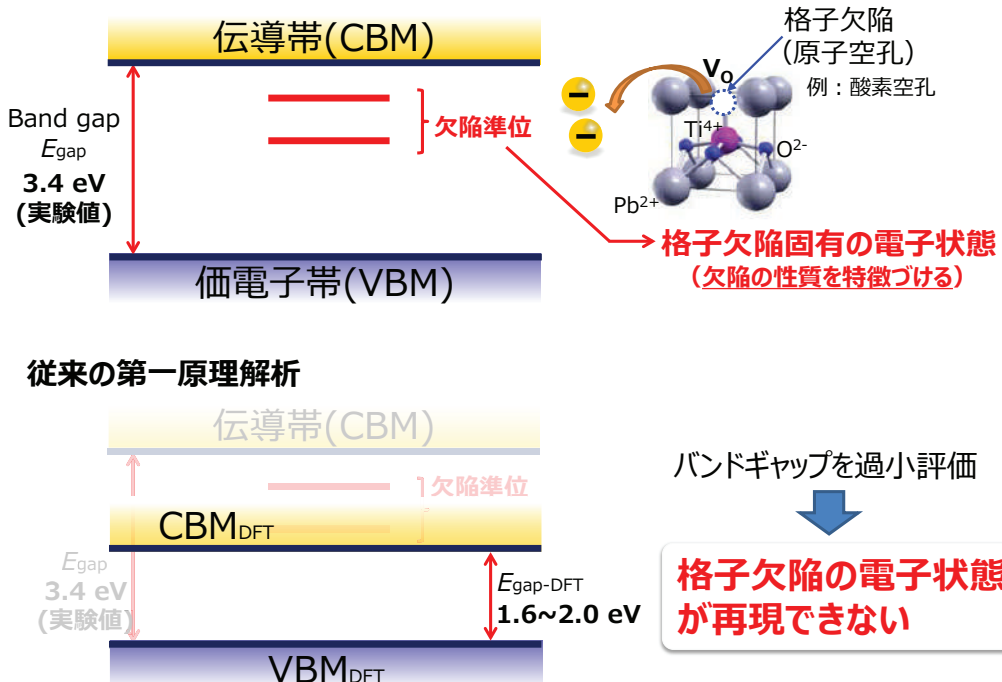 伝導帯(CBM)
Band gap
Egap
3.4 eV
(実験値)
欠陥準位
価電子帯(VBM)
格子欠陥
(原子空孔)
例：酸素空孔
VO
−
−
Ti4+
O2-
Pb2+
格子欠陥固有の電子状態
（欠陥の性質を特徴づける）
従来の第一原理解析
伝導帯(CBM)
欠陥準位
CBMDFT
Egap
3.4 eV
(実験値)
Egap-DFT
1.6~2.0 eV
VBMDFT
バンドギャップを過小評価
格子欠陥の電子状態
が再現できない